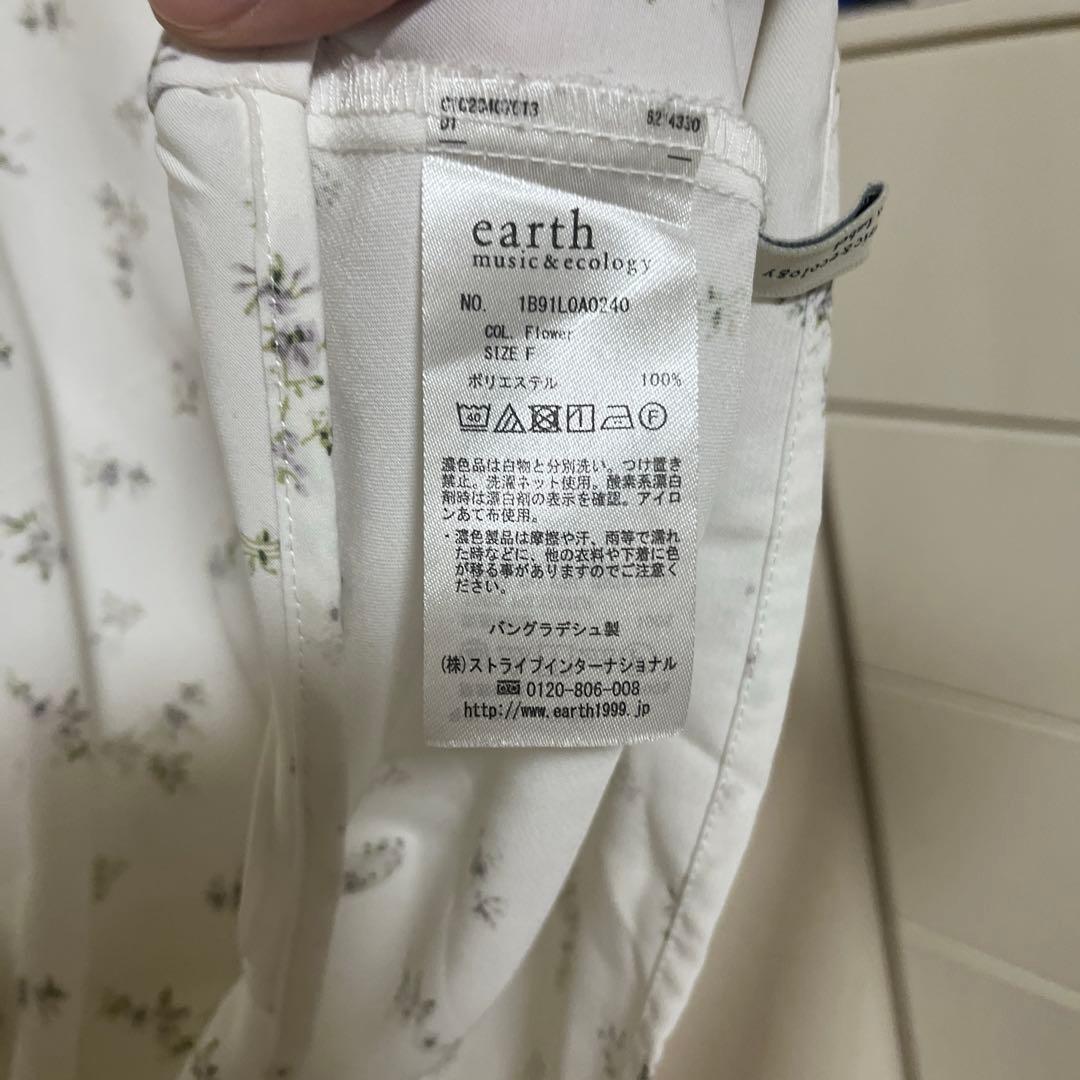 CTC23407013
D1
earth
music&ecology
NO. 1B91L0A0240
COL. Flower
SIZE F
ポリエステル 100%
40
F
濃色品は白物と分別洗い。つけ置き
禁止。洗濯ネット使用。酸素系漂白
剤時は漂白剤の表示を確認。アイロ
ンあて布使用。
・濃色製品は摩擦や汗、雨等で濡れ
た時などに、他の衣料や下着に色
が移る事がありますのでご注意く
ださい。
バングラデシュ製
(株)ストライプインターナショナル
0120-806-008
http://www.earth1999.jp
&ecology
Label